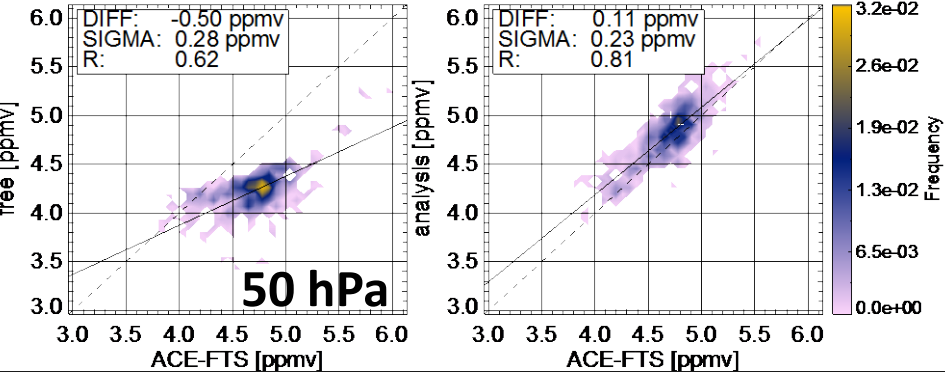 DIFF: -0.50 ppmv
SIGMA: 0.28 ppmv
R: 0.62
free [ppmv]
6.0
5.5
5.0
4.5
4.0
3.5
3.0
50 hPa
3.0 3.5 4.0 4.5 5.0 5.5 6.0
ACE-FTS [ppmv]
DIFF: 0.11 ppmv
SIGMA: 0.23 ppmv
R: 0.81
analysis [ppmv]
6.0
5.5
5.0
4.5
4.0
3.5
3.0
3.0 3.5 4.0 4.5 5.0 5.5 6.0
ACE-FTS [ppmv]
3.2e-02
2.6e-02
1.9e-02
1.3e-02
6.5e-03
0.0e+00
Frequency